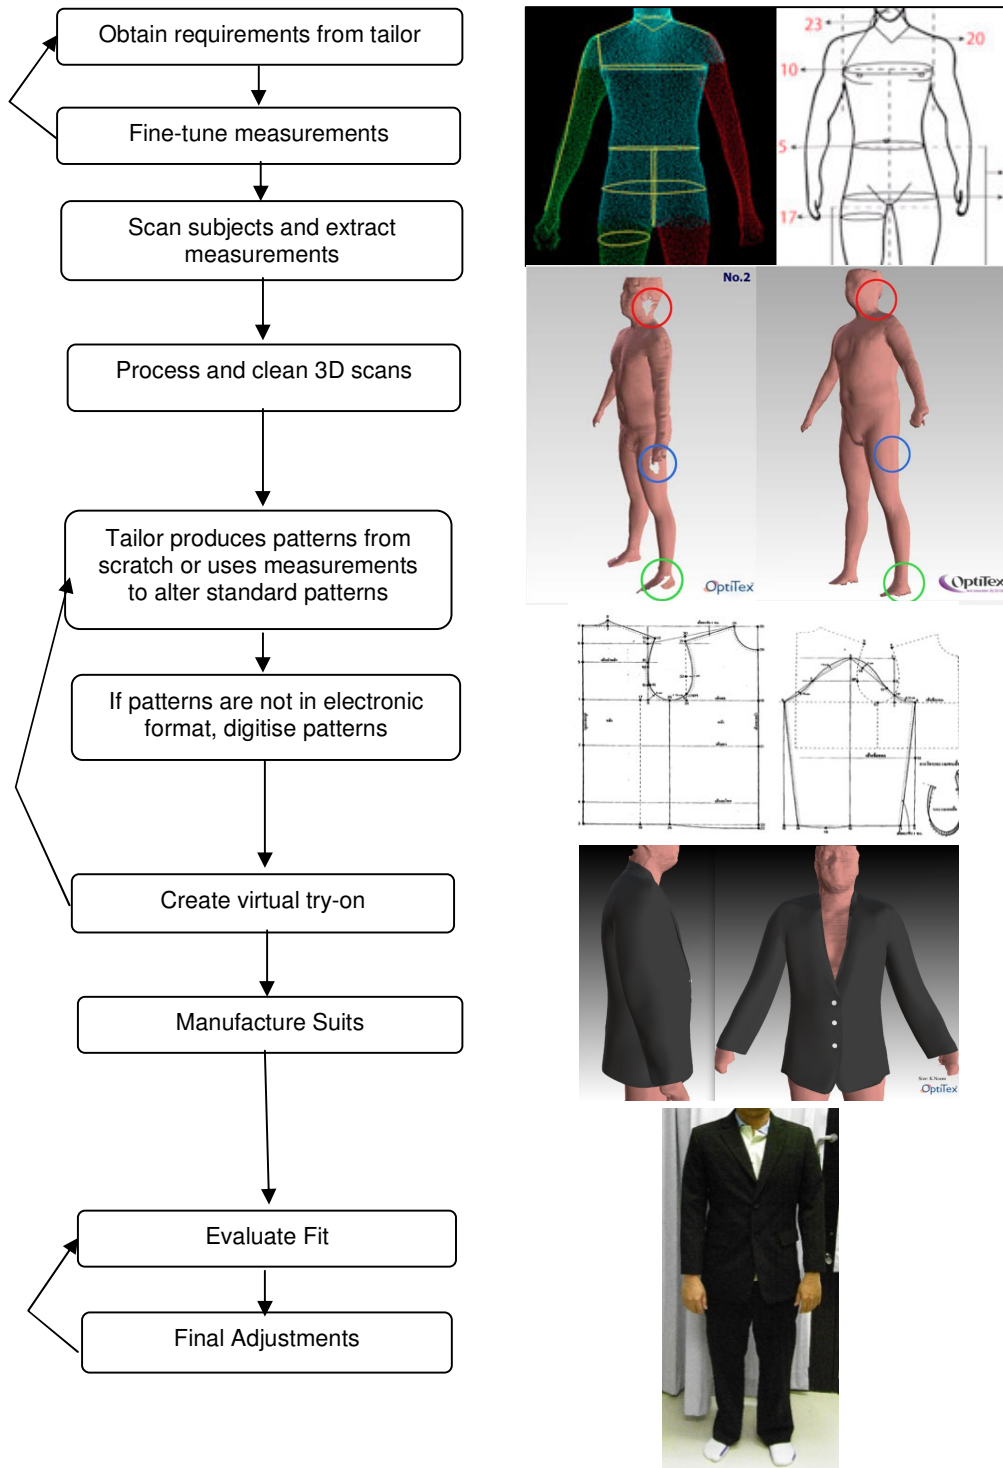 Obtain requirements from tailor
Fine-tune measurements
Scan subjects and extract
measurements
Process and clean 3D scans
Tailor produces patterns from
scratch or uses measurements
to alter standard patterns
If patterns are not in electronic
format, digitise patterns
Create virtual try-on
Manufacture Suits
Evaluate Fit
Final Adjustments
23
20
10
5
17
No.2
OptiTex
OptiTex
OptiTex